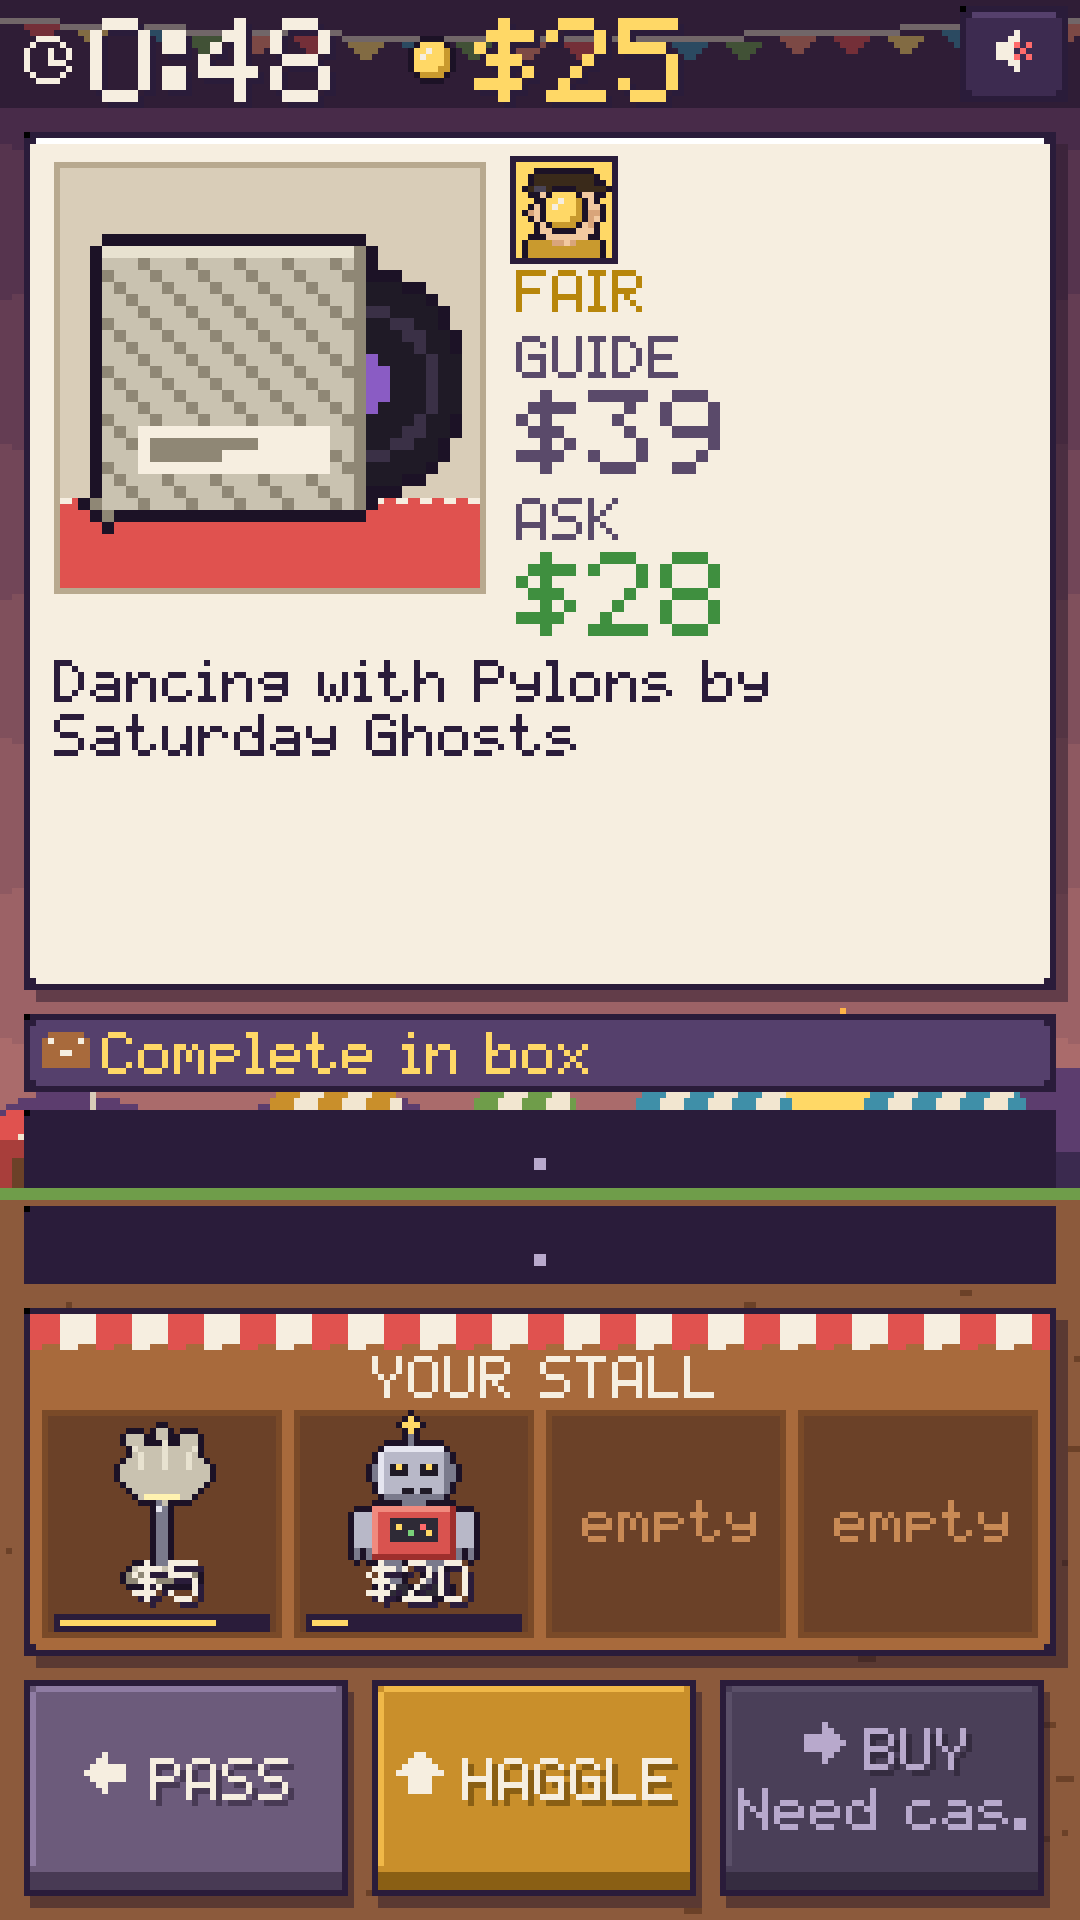 0:48 $25
FAIR
GUIDE
$39
ASK
$28
Dancing with Pylons by
Saturday Ghosts
Complete in box
.
.
YOUR STALL
$5 $20 empty empty
PASS HAGGLE BUY
Need cas.